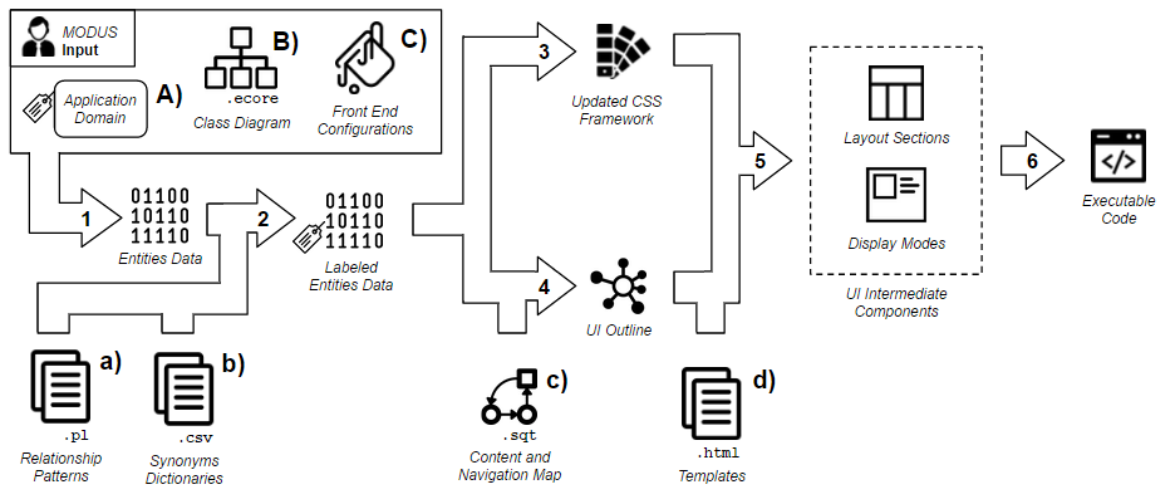 MODUS
Input
A)
Application
Domain
B)
.ecore
Class Diagram
C)
Front End
Configurations
1
01100
10110
11110
Entities Data
2
01100
10110
11110
Labeled
Entities Data
3
Updated CSS
Framework
4
UI Outline
5
Layout Sections
Display Modes
UI Intermediate
Components
6
</>
Executable
Code
a)
.pl
Relationship
Patterns
b)
.csv
Synonyms
Dictionaries
c)
.sqt
Content and
Navigation Map
d)
.html
Templates